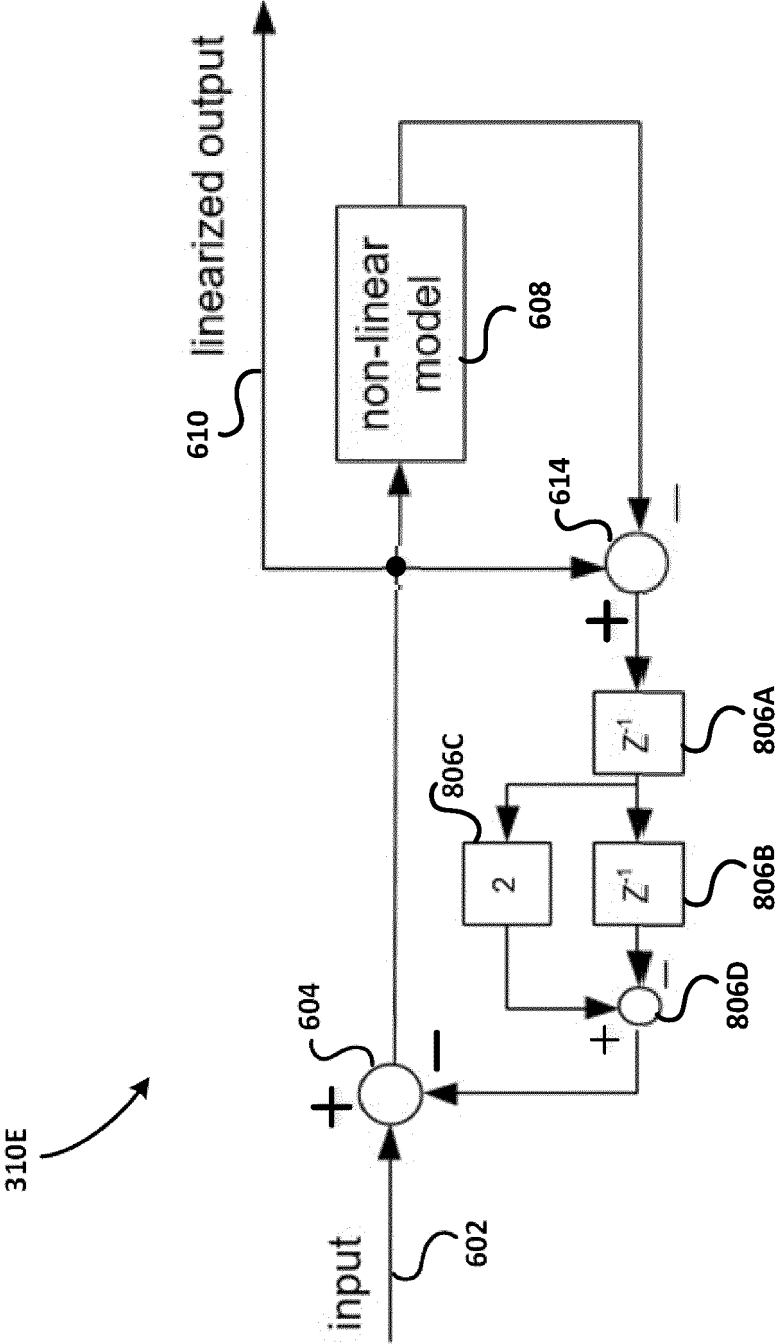 310E
input
602
+
604
−
linearized output
610
non-linear
model
608
614
+
−
Z-1
806A
2
806C
Z-1
806B
+
−
806D